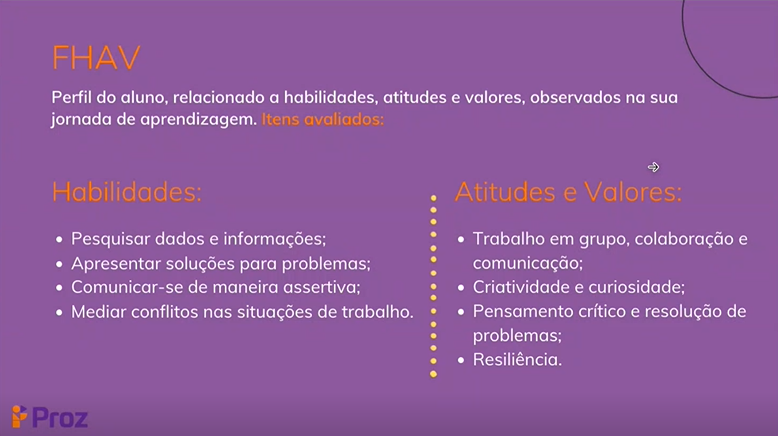 FHAV
Perfil do aluno, relacionado a habilidades, atitudes e valores, observados na sua
jornada de aprendizagem. Itens avaliados:
Habilidades:
• Pesquisar dados e informações;
• Apresentar soluções para problemas;
• Comunicar-se de maneira assertiva;
• Mediar conflitos nas situações de trabalho.
Atitudes e Valores:
• Trabalho em grupo, colaboração e
comunicação;
• Criatividade e curiosidade;
• Pensamento crítico e resolução de
problemas;
• Resiliência.
Proz